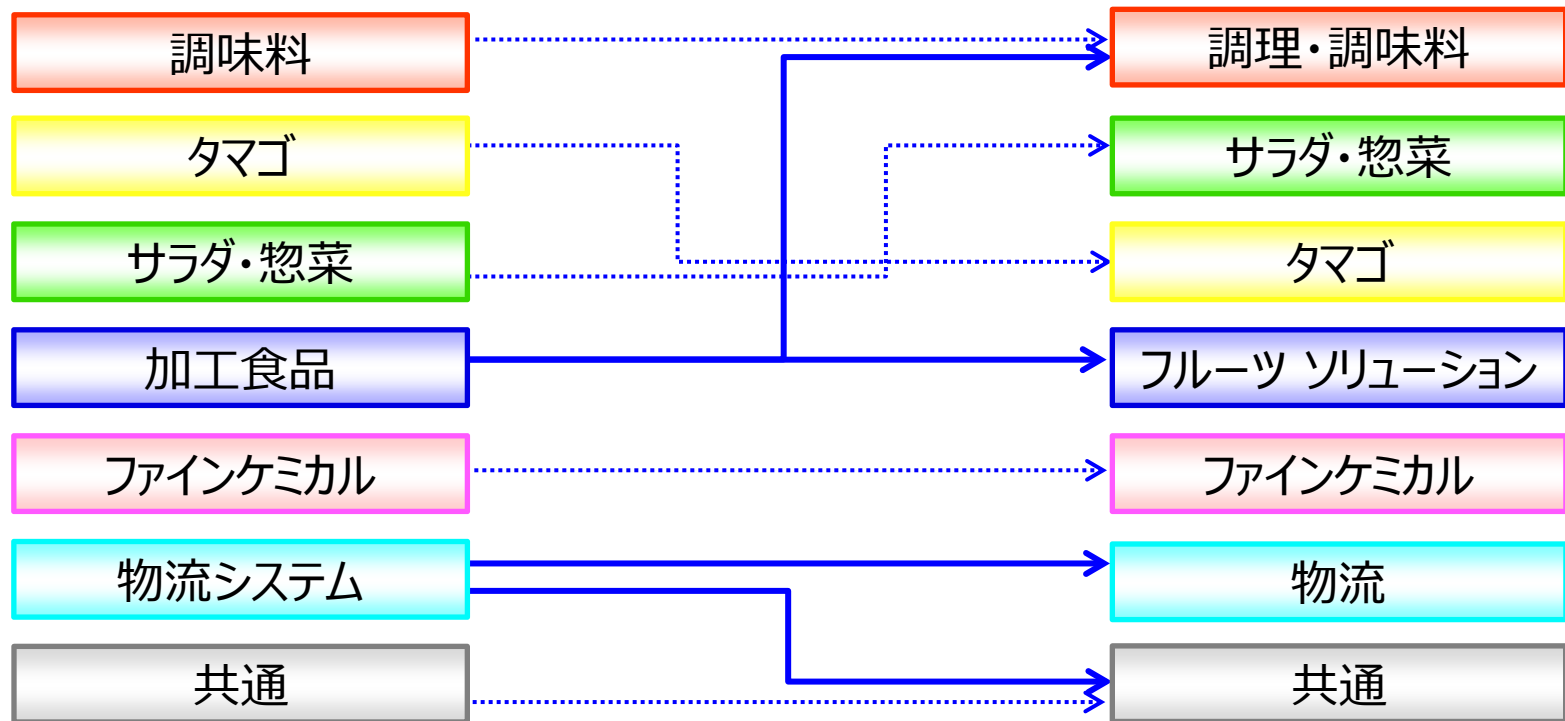 調味料
調理・調味料
タマゴ
サラダ・惣菜
サラダ・惣菜
タマゴ
加工食品
フルーツ ソリューション
ファインケミカル
ファインケミカル
物流システム
物流
共通
共通